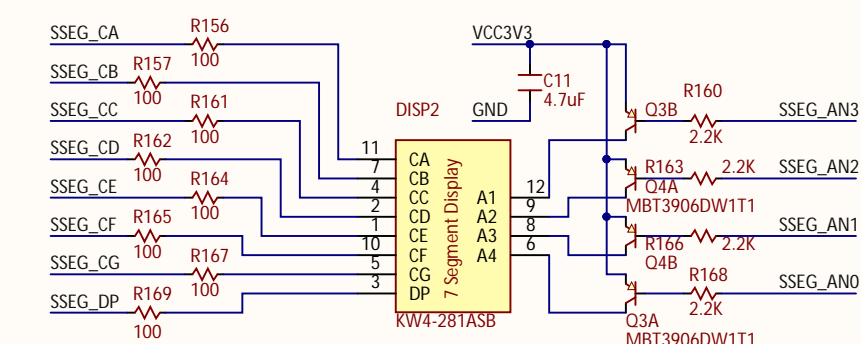 SSEG_CA
R156
100
SSEG_CB
R157
100
SSEG_CC
R161
100
SSEG_CD
R162
100
SSEG_CE
R164
100
SSEG_CF
R165
100
SSEG_CG
R167
100
SSEG_DP
R169
100
DISP2
11
7
4
2
1
10
5
3
CA
CB
CC
CD
CE
CF
CG
DP
7 Segment Display
A1
A2
A3
A4
12
9
8
6
KW4-281ASB
VCC3V3
C11
4.7uF
GND
Q3B
R160
2.2K
SSEG_AN3
R163
2.2K
SSEG_AN2
Q4A
MBT3906DW1T1
R166
2.2K
SSEG_AN1
Q4B
R168
2.2K
SSEG_AN0
Q3A
MBT3906DW1T1